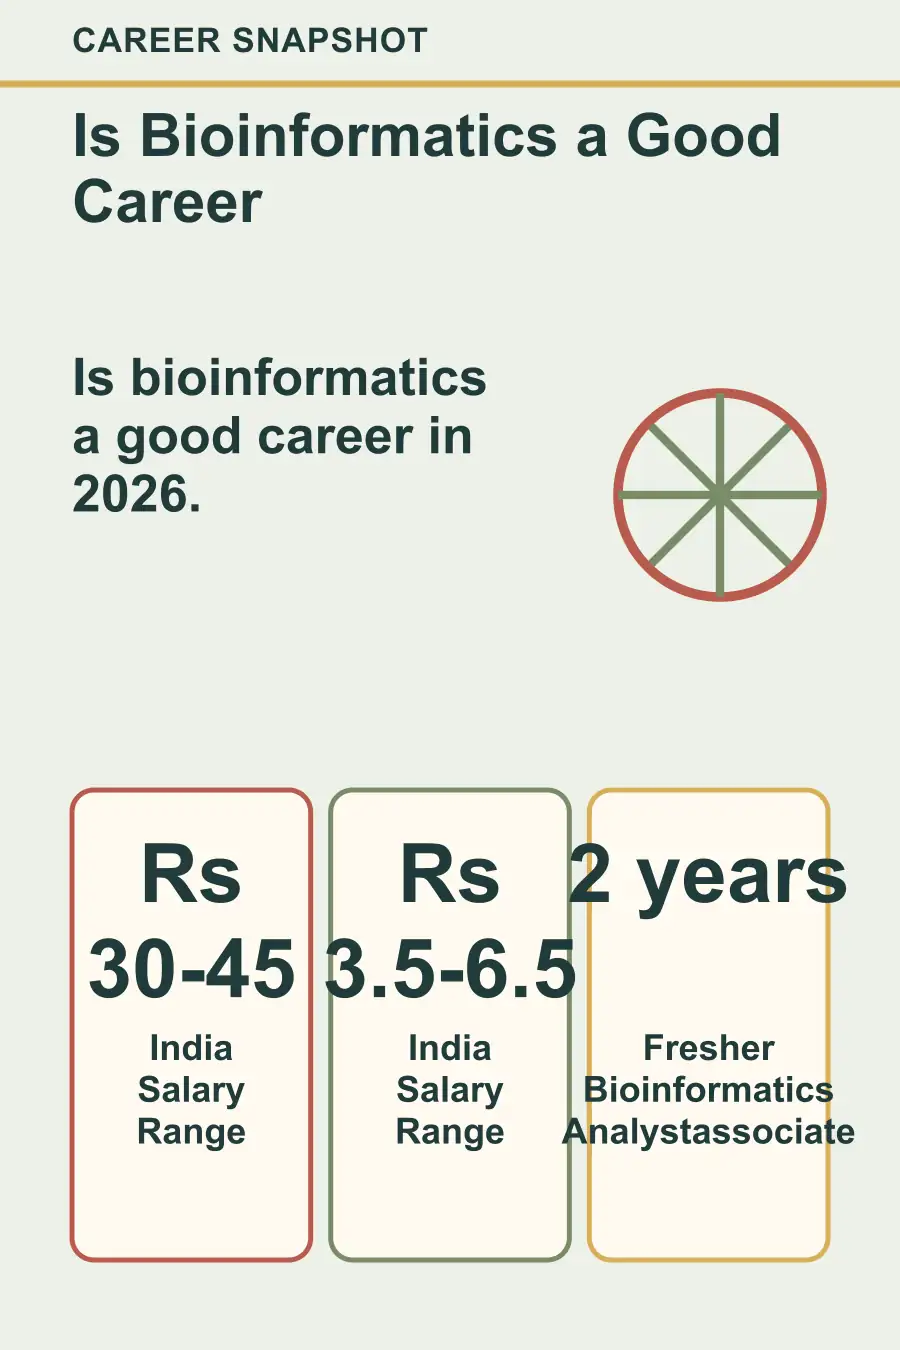 CAREER SNAPSHOT
Is Bioinformatics a Good
Career
Is bioinformatics
a good career in
2026.
Rs
30-45
India
Salary
Range
Rs
3.5-6.5
India
Salary
Range
2 years
Fresher
Bioinformatics
Analystassociate